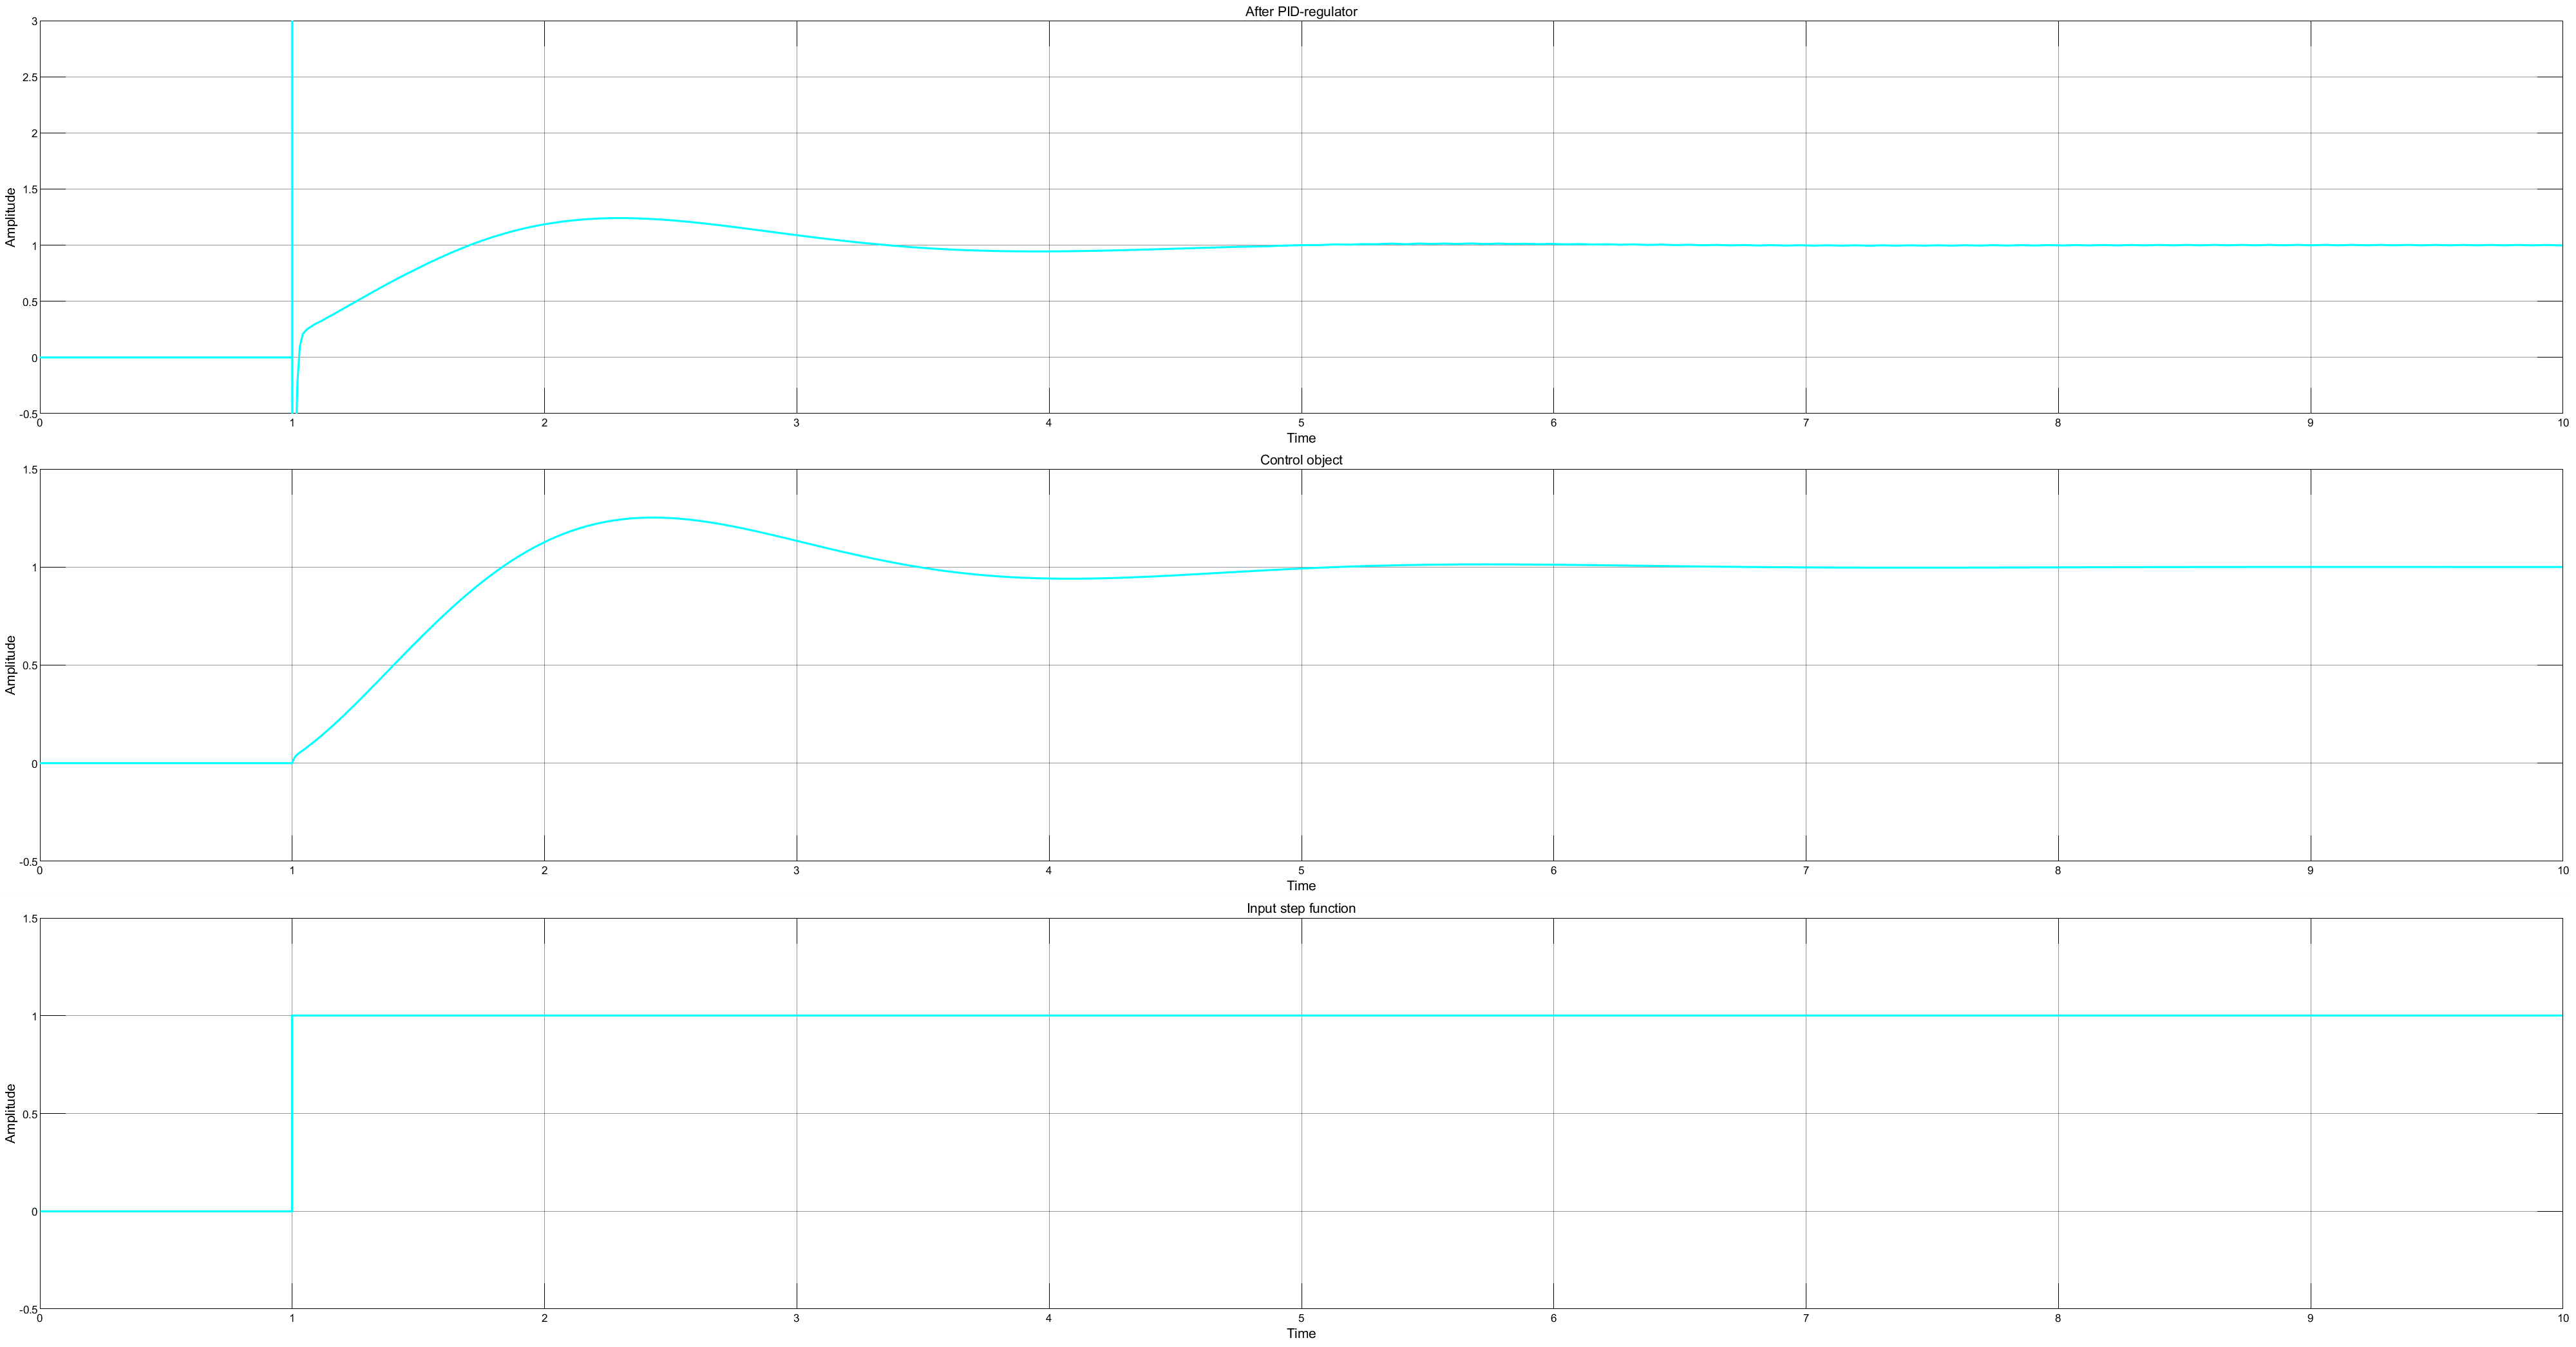 After PID-regulator
3
2.5
2
1.5
1
0.5
0
-0.5
Amplitude
0 1 2 3 4 5 6 7 8 9 10
Time
Control object
1.5
1
0.5
0
-0.5
Amplitude
0 1 2 3 4 5 6 7 8 9 10
Time
Input step function
1.5
1
0.5
0
-0.5
Amplitude
0 1 2 3 4 5 6 7 8 9 10
Time